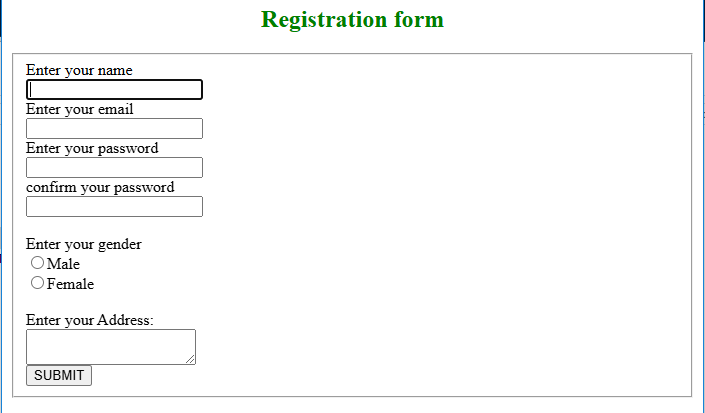 Registration form
Enter your name
Enter your email
Enter your password
confirm your password
Enter your gender
Male
Female
Enter your Address:
SUBMIT